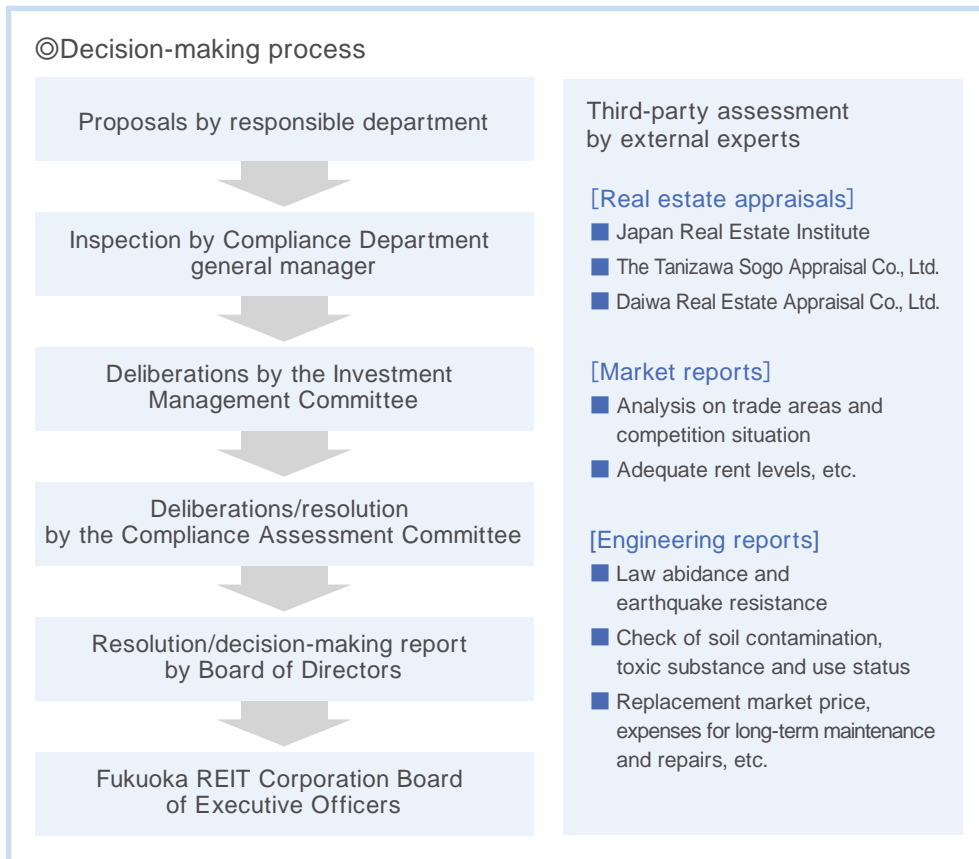 ◎Decision-making process
Proposals by responsible department
Inspection by Compliance Department
general manager
Deliberations by the Investment
Management Committee
Deliberations/resolution
by the Compliance Assessment Committee
Resolution/decision-making report
by Board of Directors
Fukuoka REIT Corporation Board
of Executive Officers
Third-party assessment
by external experts
[Real estate appraisals]
■ Japan Real Estate Institute
■ The Tanizawa Sogo Appraisal Co., Ltd.
■ Daiwa Real Estate Appraisal Co., Ltd.
[Market reports]
■ Analysis on trade areas and
competition situation
■ Adequate rent levels, etc.
[Engineering reports]
■ Law abidance and
earthquake resistance
■ Check of soil contamination,
toxic substance and use status
■ Replacement market price,
expenses for long-term maintenance
and repairs, etc.